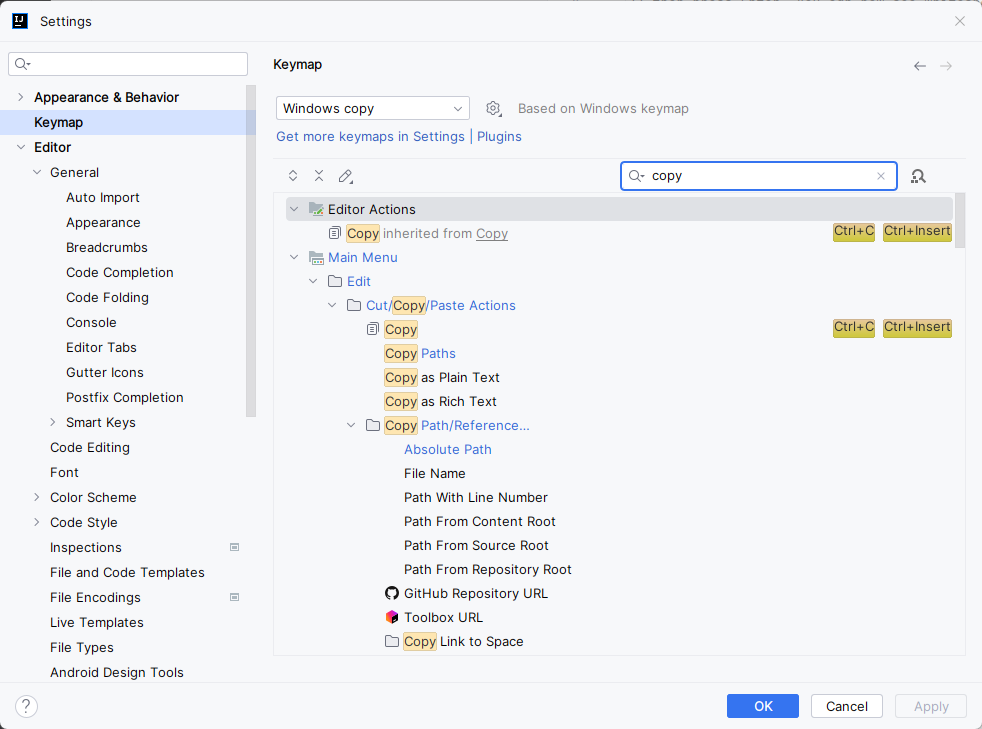 IJ Settings
Appearance & Behavior
Keymap
Editor
General
Auto Import
Appearance
Breadcrumbs
Code Completion
Code Folding
Console
Editor Tabs
Gutter Icons
Postfix Completion
Smart Keys
Code Editing
Font
Color Scheme
Code Style
Inspections
File and Code Templates
File Encodings
Live Templates
File Types
Android Design Tools
Keymap
Windows copy Based on Windows keymap
Get more keymaps in Settings | Plugins
copy
Editor Actions
Copy inherited from Copy Ctrl+C Ctrl+Insert
Main Menu
Edit
Cut/Copy/Paste Actions
Copy Ctrl+C Ctrl+Insert
Copy Paths
Copy as Plain Text
Copy as Rich Text
Copy Path/Reference...
Absolute Path
File Name
Path With Line Number
Path From Content Root
Path From Source Root
Path From Repository Root
GitHub Repository URL
Toolbox URL
Copy Link to Space
? OK Cancel Apply